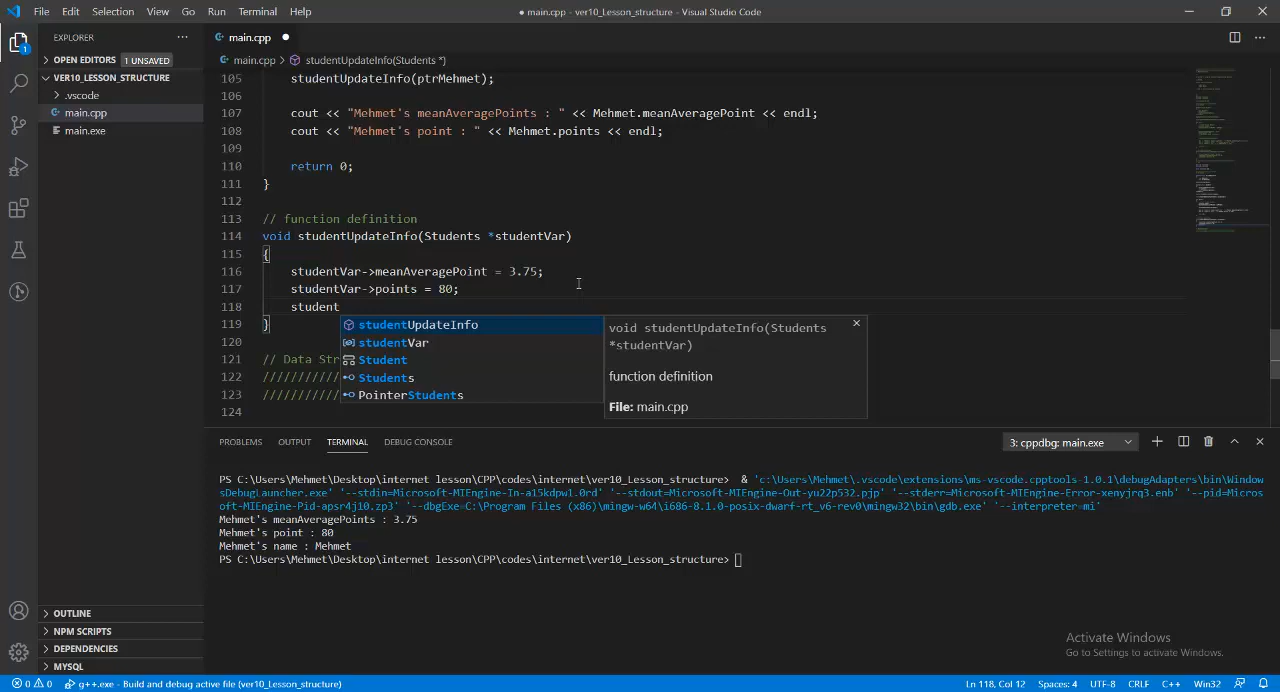 File Edit Selection View Go Run Terminal Help
● main.cpp - ver10_Lesson_structure - Visual Studio Code
EXPLORER ···
OPEN EDITORS 1 UNSAVED
VER10_LESSON_STRUCTURE
.vscode
main.cpp
main.exe
OUTLINE
NPM SCRIPTS
DEPENDENCIES
MYSQL
1
main.cpp ●
main.cpp > studentUpdateInfo(Students *)
105 studentUpdateInfo(ptrMehmet);
106
107 cout << "Mehmet's meanAveragePoints : " << Mehmet.meanAveragePoint << endl;
108 cout << "Mehmet's point : " << Mehmet.points << endl;
109
110 return 0;
111 }
112
113 // function definition
114 void studentUpdateInfo(Students *studentVar)
115 {
116 studentVar->meanAveragePoint = 3.75;
117 studentVar->points = 80;
118 student
119 }
120
121 // Data Str
122 ///////////
123 ///////////
124
studentUpdateInfo
studentVar
Student
Students
PointerStudents
void studentUpdateInfo(Students
*studentVar)
function definition
File: main.cpp
PROBLEMS OUTPUT TERMINAL DEBUG CONSOLE
3: cppdbg: main.exe
PS C:\Users\Mehmet\Desktop\internet lesson\CPP\codes\internet\ver10_Lesson_structure> & 'c:\Users\Mehmet\.vscode\extensions\ms-vscode.cpptools-1.0.1\debugAdapters\bin\Window
sDebugLauncher.exe' '--stdin=Microsoft-MIEngine-In-a15kdpw1.0rd' '--stdout=Microsoft-MIEngine-Out-yu22p532.pjp' '--stderr=Microsoft-MIEngine-Error-xenyjrq3.enb' '--pid=Micros
oft-MIEngine-Pid-apsr4j10.zp3' '--dbgExe=C:\Program Files (x86)\mingw-w64\i686-8.1.0-posix-dwarf-rt_v6-rev0\mingw32\bin\gdb.exe' '--interpreter=mi'
Mehmet's meanAveragePoints : 3.75
Mehmet's point : 80
Mehmet's name : Mehmet
PS C:\Users\Mehmet\Desktop\internet lesson\CPP\codes\internet\ver10_Lesson_structure>
Activate Windows
Go to Settings to activate Windows.
0 0 g++.exe - Build and debug active file (ver10_Lesson_structure)
Ln 118, Col 12 Spaces: 4 UTF-8 CRLF C++ Win32